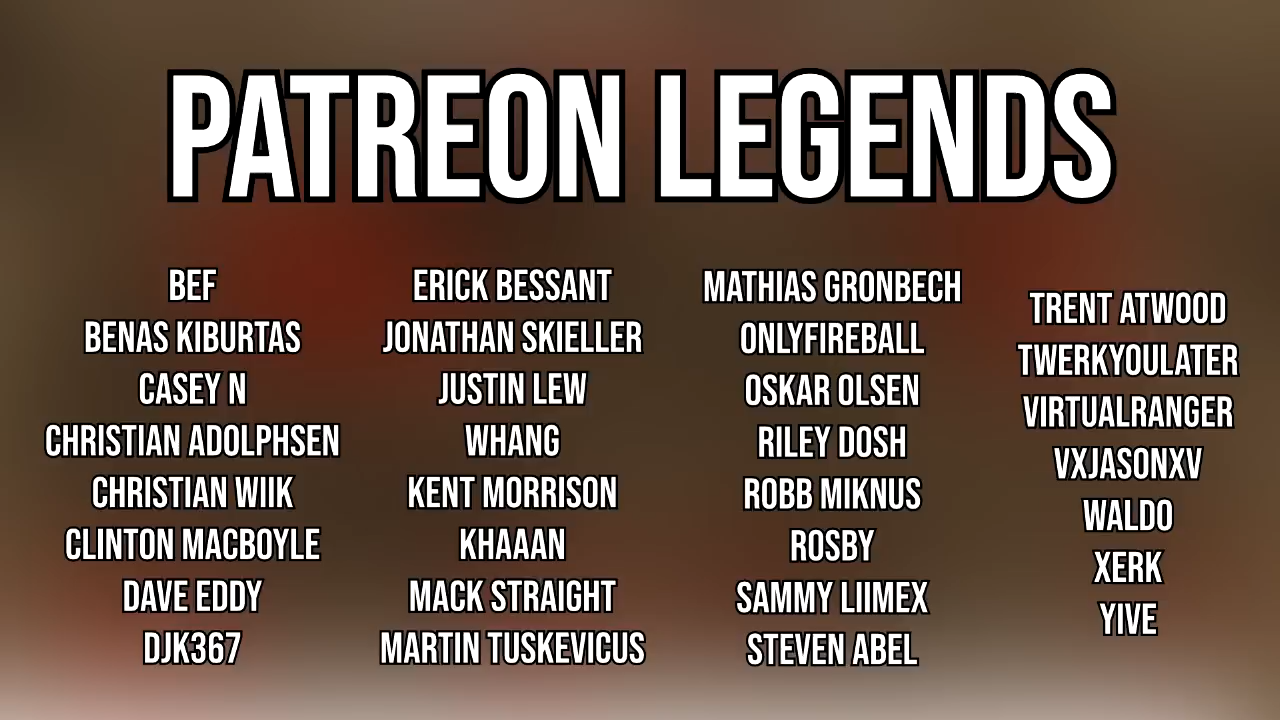 PATREON LEGENDS
BEF
BENAS KIBURTAS
CASEY N
CHRISTIAN ADOLPHSEN
CHRISTIAN WIIK
CLINTON MACBOYLE
DAVE EDDY
DJK367
ERICK BESSANT
JONATHAN SKIELLER
JUSTIN LEW
WHANG
KENT MORRISON
KHAAAN
MACK STRAIGHT
MARTIN TUSKEVICUS
MATHIAS GRONBECH
ONLYFIREBALL
OSKAR OLSEN
RILEY DOSH
ROBB MIKNUS
ROSBY
SAMMY LIIMEX
STEVEN ABEL
TRENT ATWOOD
TWERKYOULATER
VIRTUALRANGER
VXJASONXV
WALDO
XERK
YIVE